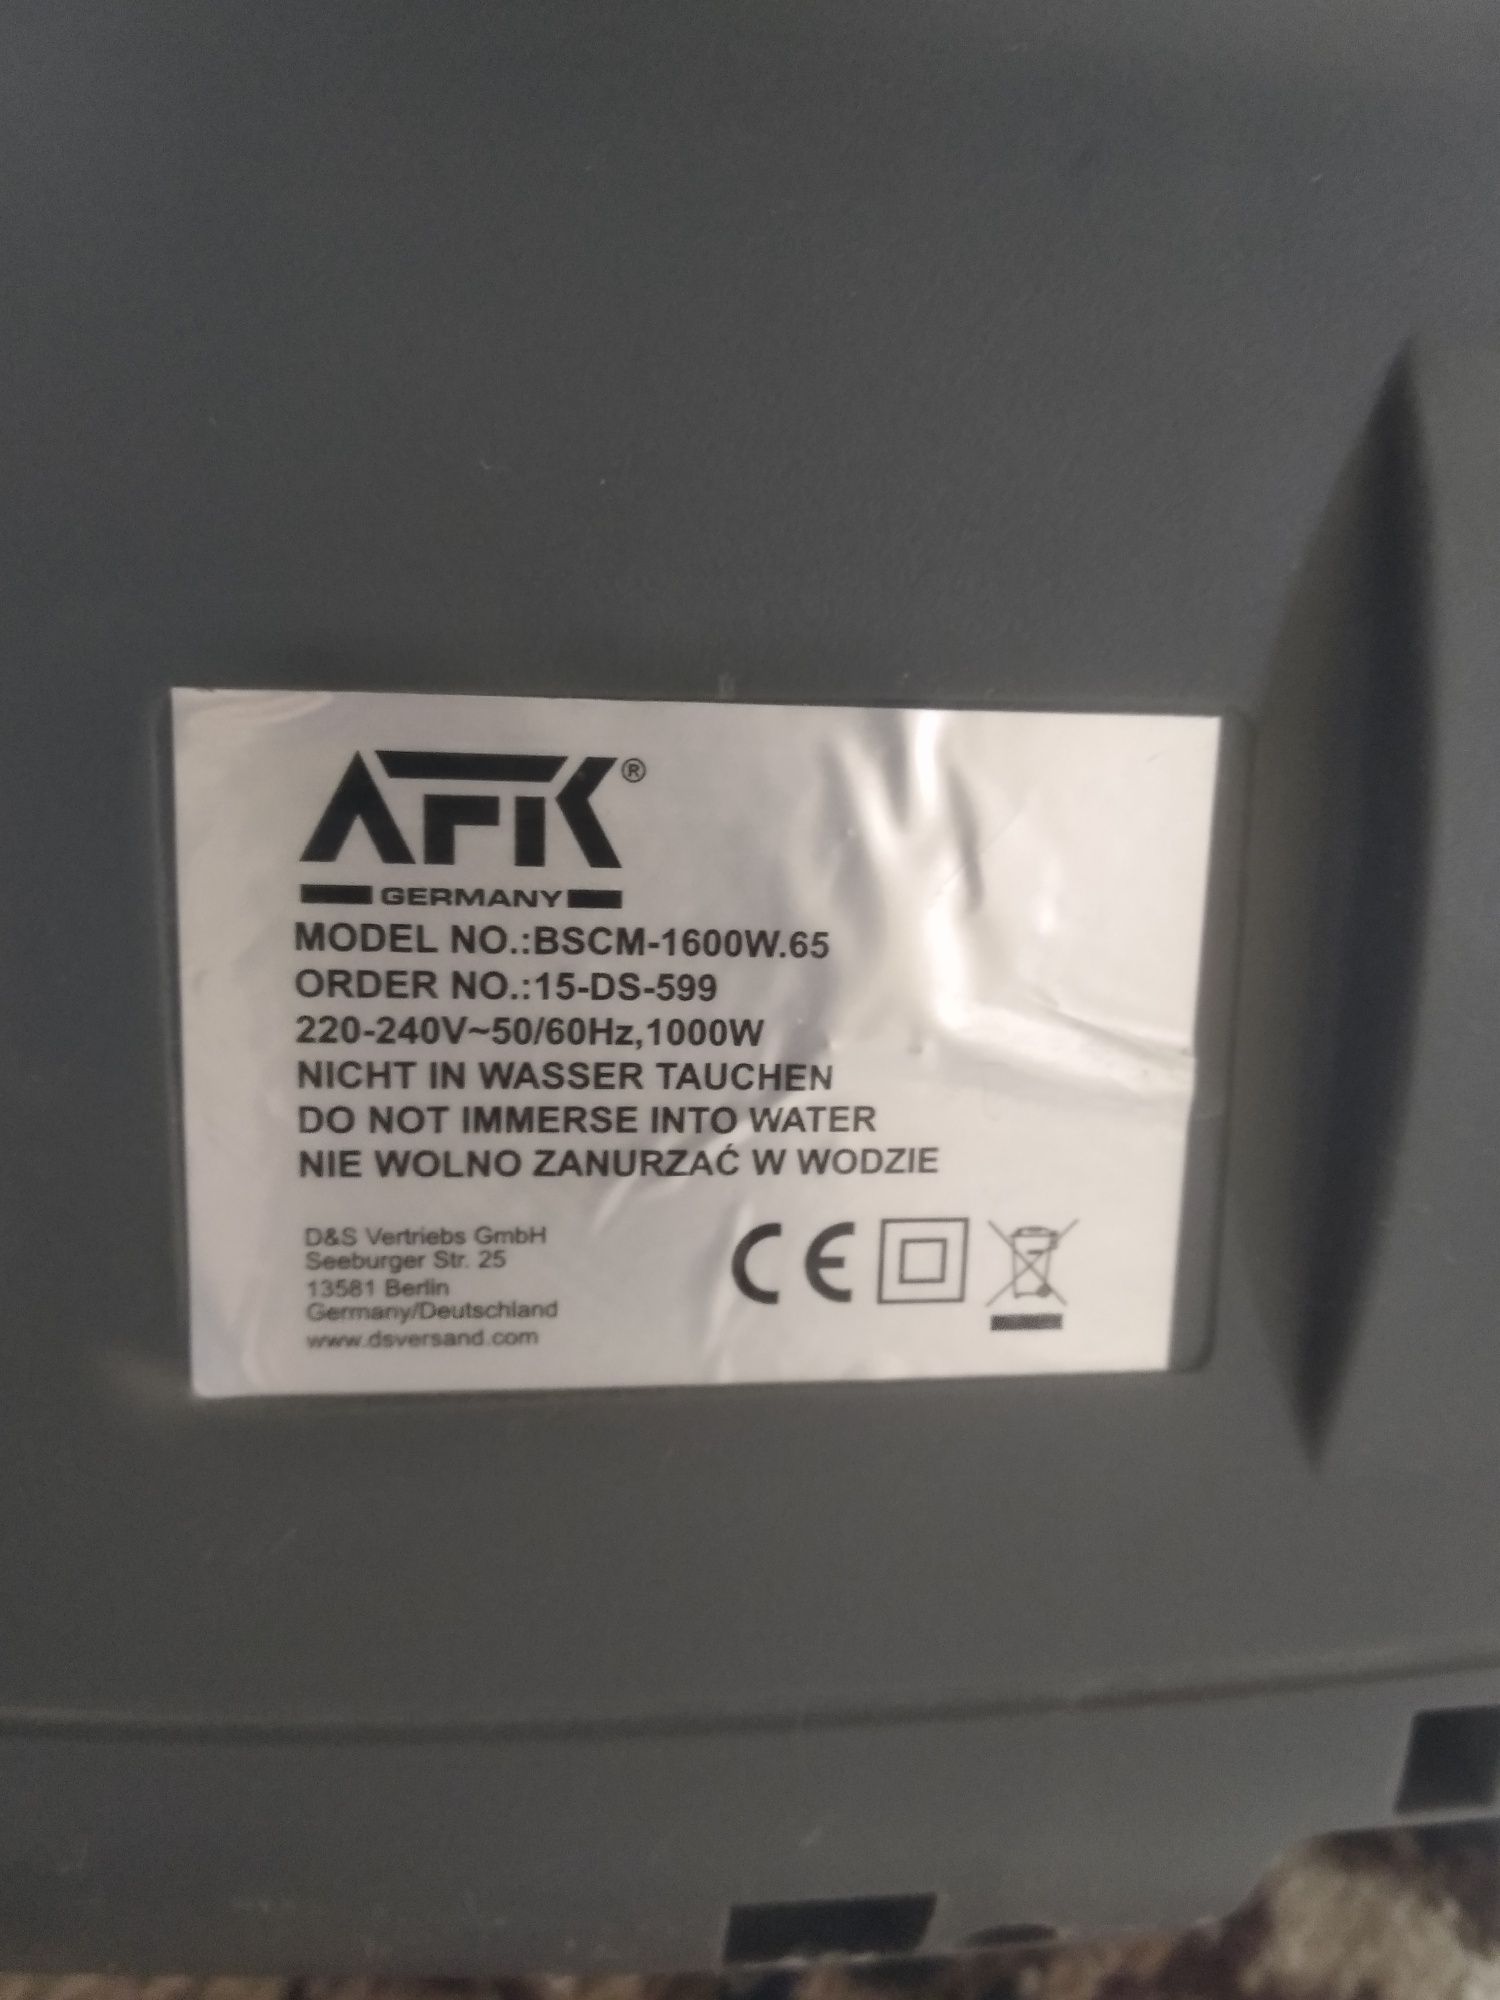 AFK®
GERMANY
MODEL NO.:BSCM-1600W.65
ORDER NO.:15-DS-599
220-240V~50/60Hz,1000W
NICHT IN WASSER TAUCHEN
DO NOT IMMERSE INTO WATER
NIE WOLNO ZANURZAĆ W WODZIE
D&S Vertriebs GmbH
Seeburger Str. 25
13581 Berlin
Germany/Deutschland
www.dsversand.com
CE